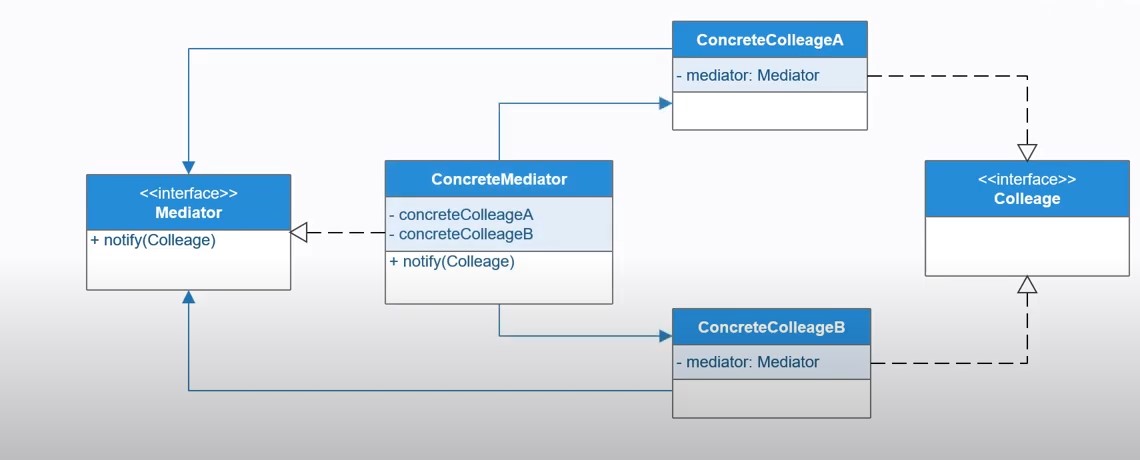 ConcreteColleageA
- mediator: Mediator
<<interface>>
Mediator
+ notify(Colleage)
ConcreteMediator
- concreteColleageA
- concreteColleageB
+ notify(Colleage)
<<interface>>
Colleage
ConcreteColleageB
- mediator: Mediator